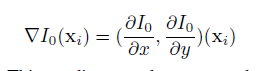 ∇I₀(xᵢ) = (∂I₀/∂x, ∂I₀/∂y)(xᵢ)